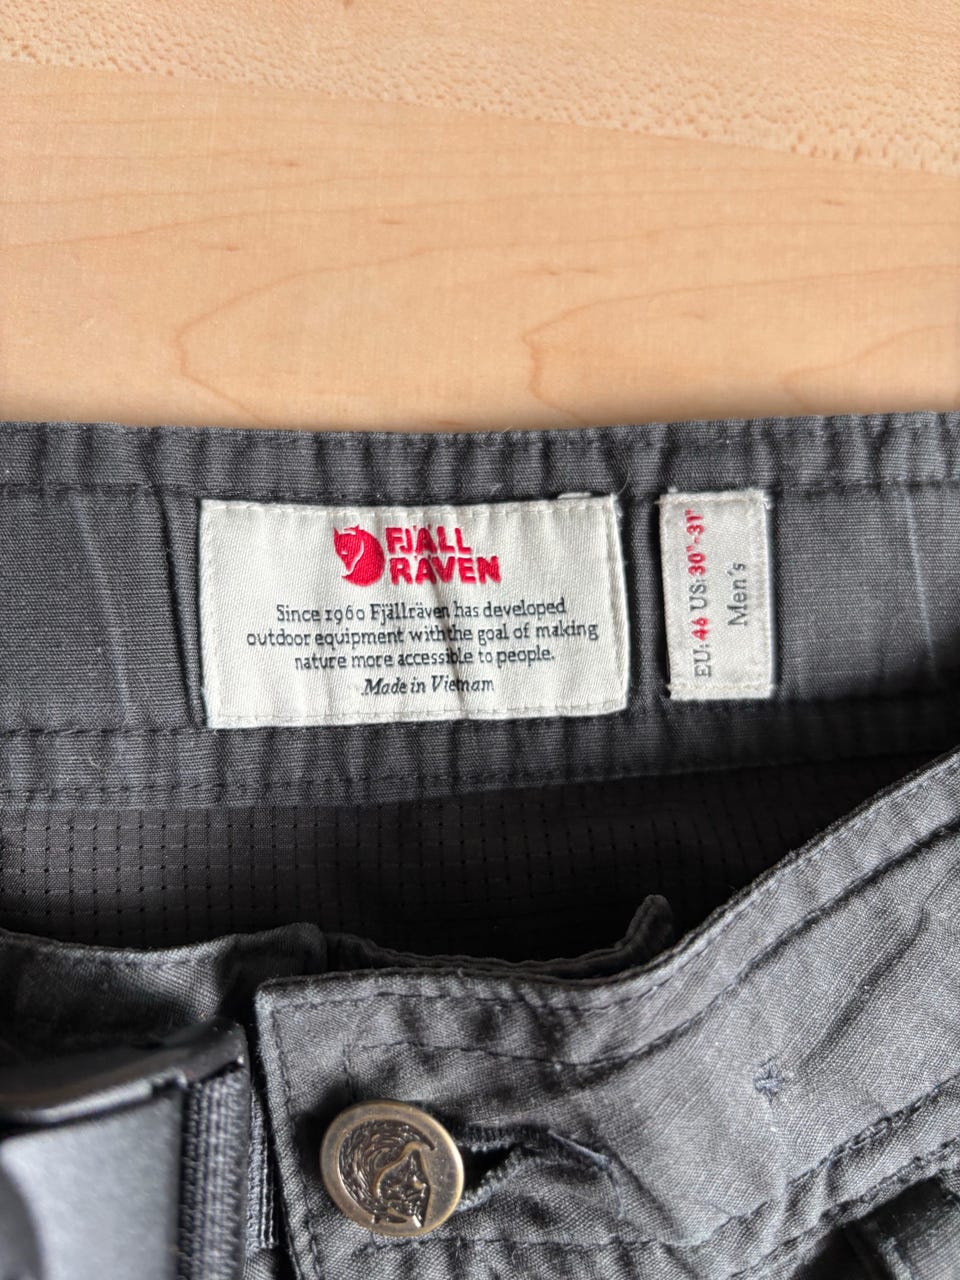 FJÄLL
RÄVEN
Since 1960 Fjällräven has developed
outdoor equipment with the goal of making
nature more accessible to people.
Made in Vietnam
EU: 46 US: 30"-31"
Men's